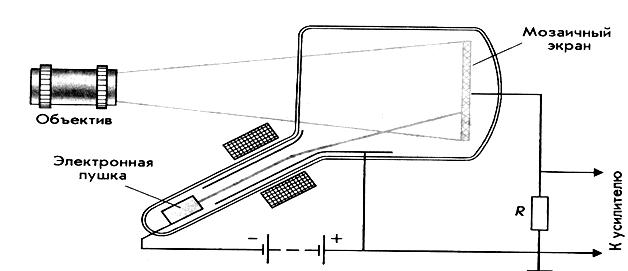 Мозаичный
экран
Объектив
Электронная
пушка
R
К усилителю
− +